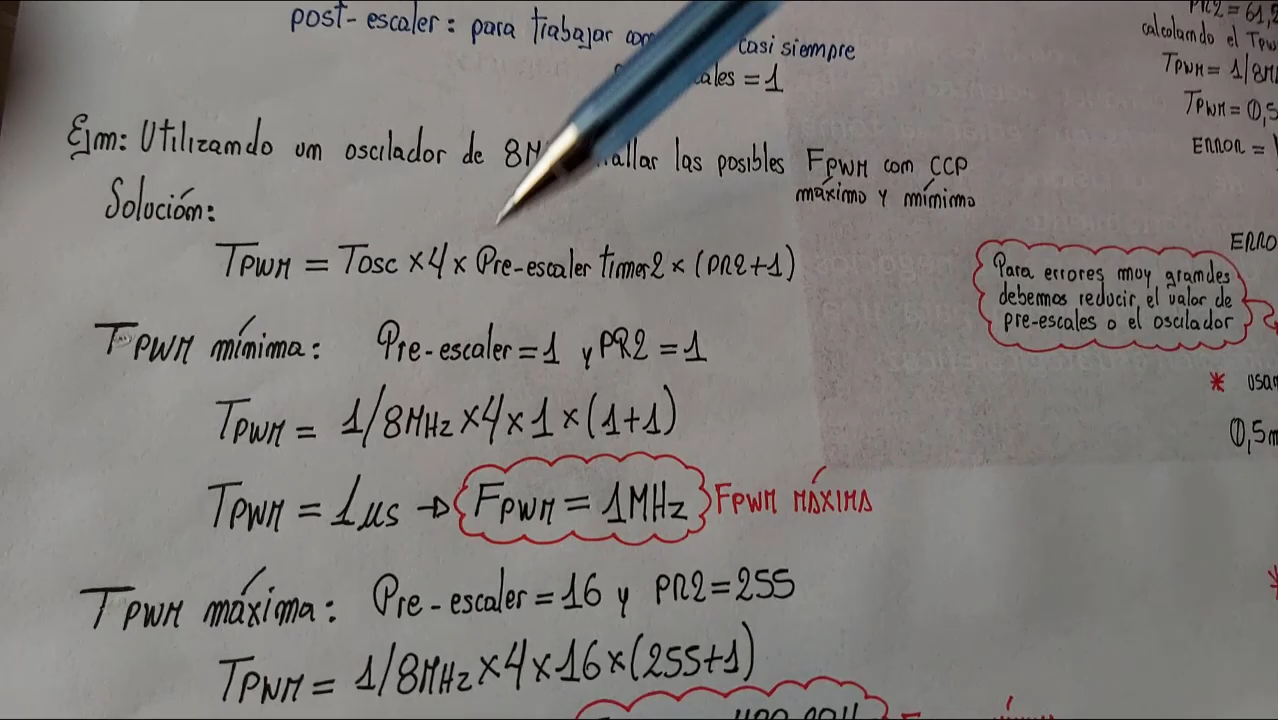 post-escaler: para trabajar casi siempre
= 1
Ejm: Utilizando un oscilador de las posibles FPWM con CCP
máximo y mínimo
Solución:
TPWM = Tosc x 4 x Pre-escaler timer2 x (PR2+1)
TPWM mínima: Pre-escaler = 1 y PR2 = 1
TPWM = 1/8MHz x 4 x 1 x (1+1)
TPWM = 1µs → FPWM = 1MHz FPWM MÁXIMA
TPWM máxima: Pre-escaler = 16 y PR2 = 255
TPWM = 1/8MHz x 4 x 16 x (255+1)
PR2 = 61,
calculando el
TPWM =
TPWM =
ERROR =
Para errores muy grandes
debemos reducir el valor de
pre-escales o el oscilador
*